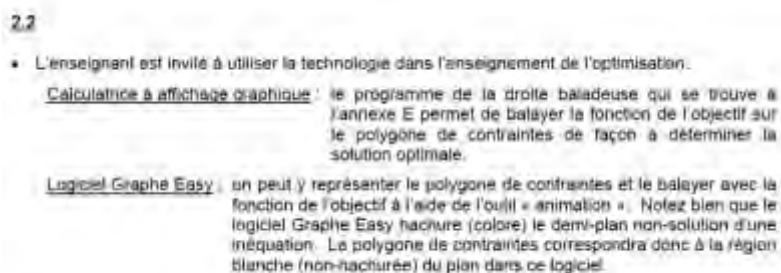 2.2
• L'enseignant est invité à utiliser la technologie dans l'enseignement de l'optimisation.
Calculatrice à affichage graphique : le programme de la droite baladeuse qui se trouve à
l'annexe E permet de balayer la fonction de l'objectif sur
le polygone de contraintes de façon à déterminer la
solution optimale.
Logiciel Graphe Easy : on peut y représenter le polygone de contraintes et le balayer avec la
fonction de l'objectif à l'aide de l'outil « animation ». Notez bien que le
logiciel Graphe Easy hachure (colore) le demi-plan non-solution d'une
inéquation. Le polygone de contraintes correspondra donc à la région
blanche (non-hachurée) du plan dans ce logiciel.